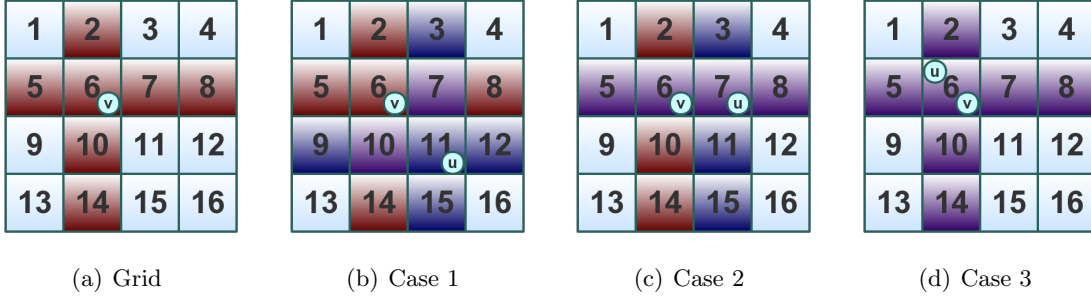 1 2 3 4 1 2 3 4 1 2 3 4 1 2 3 4
5 6 7 8 5 6 7 8 5 6 7 8 5 u 6 7 8
v v v u v
9 10 11 12 9 10 11 12 9 10 11 12 9 10 11 12
u
13 14 15 16 13 14 15 16 13 14 15 16 13 14 15 16
(a) Grid (b) Case 1 (c) Case 2 (d) Case 3